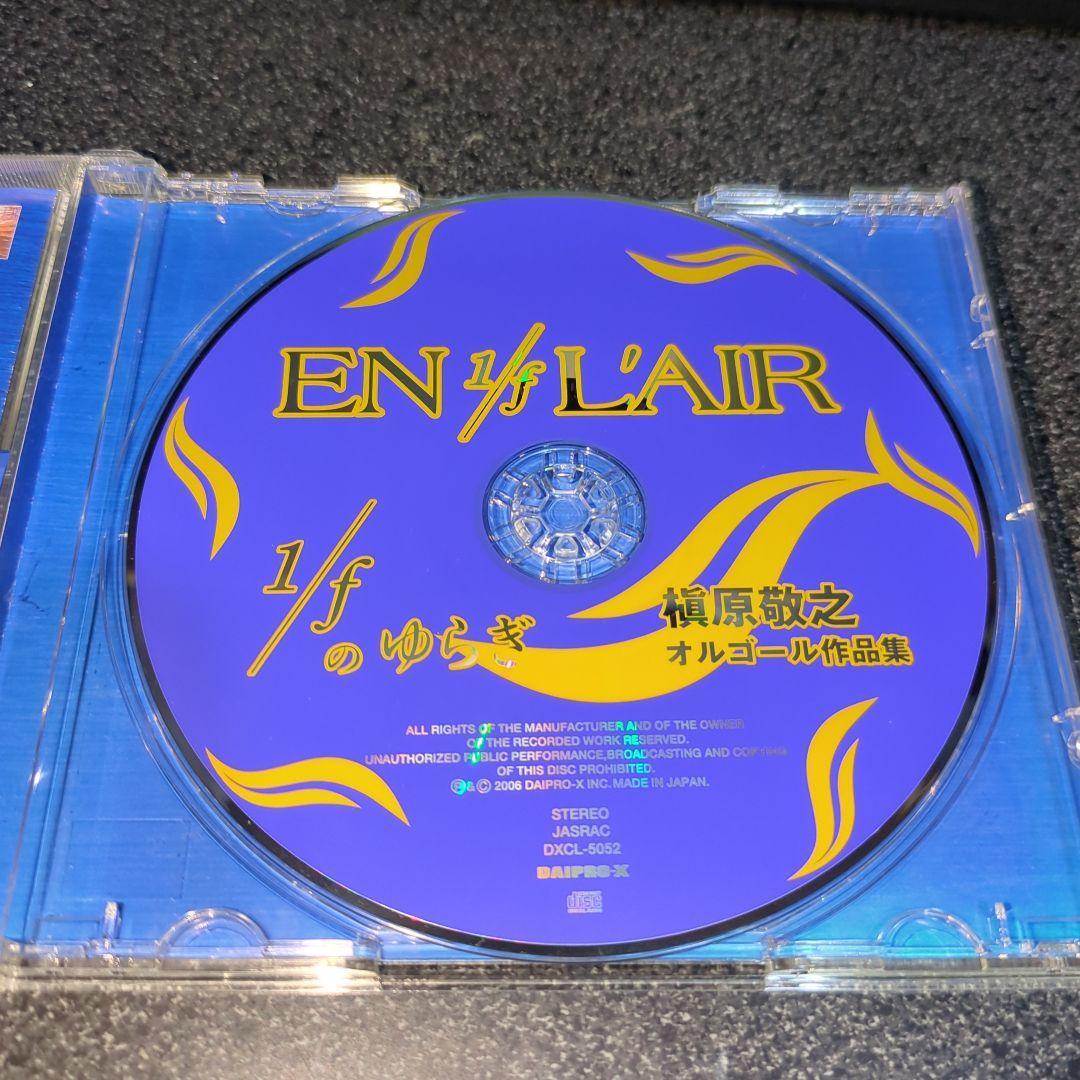 EN 1/f L'AIR
1/fのゆらぎ
槇原敬之
オルゴール作品集
ALL RIGHTS OF THE MANUFACTURER AND OF THE OWNER
OF THE RECORDED WORK RESERVED.
UNAUTHORIZED PUBLIC PERFORMANCE,BROADCASTING AND COPYING
OF THIS DISC PROHIBITED.
℗&© 2006 DAIPRO-X INC. MADE IN JAPAN.
STEREO
JASRAC
DXCL-5052
DAIPRO-X
disc